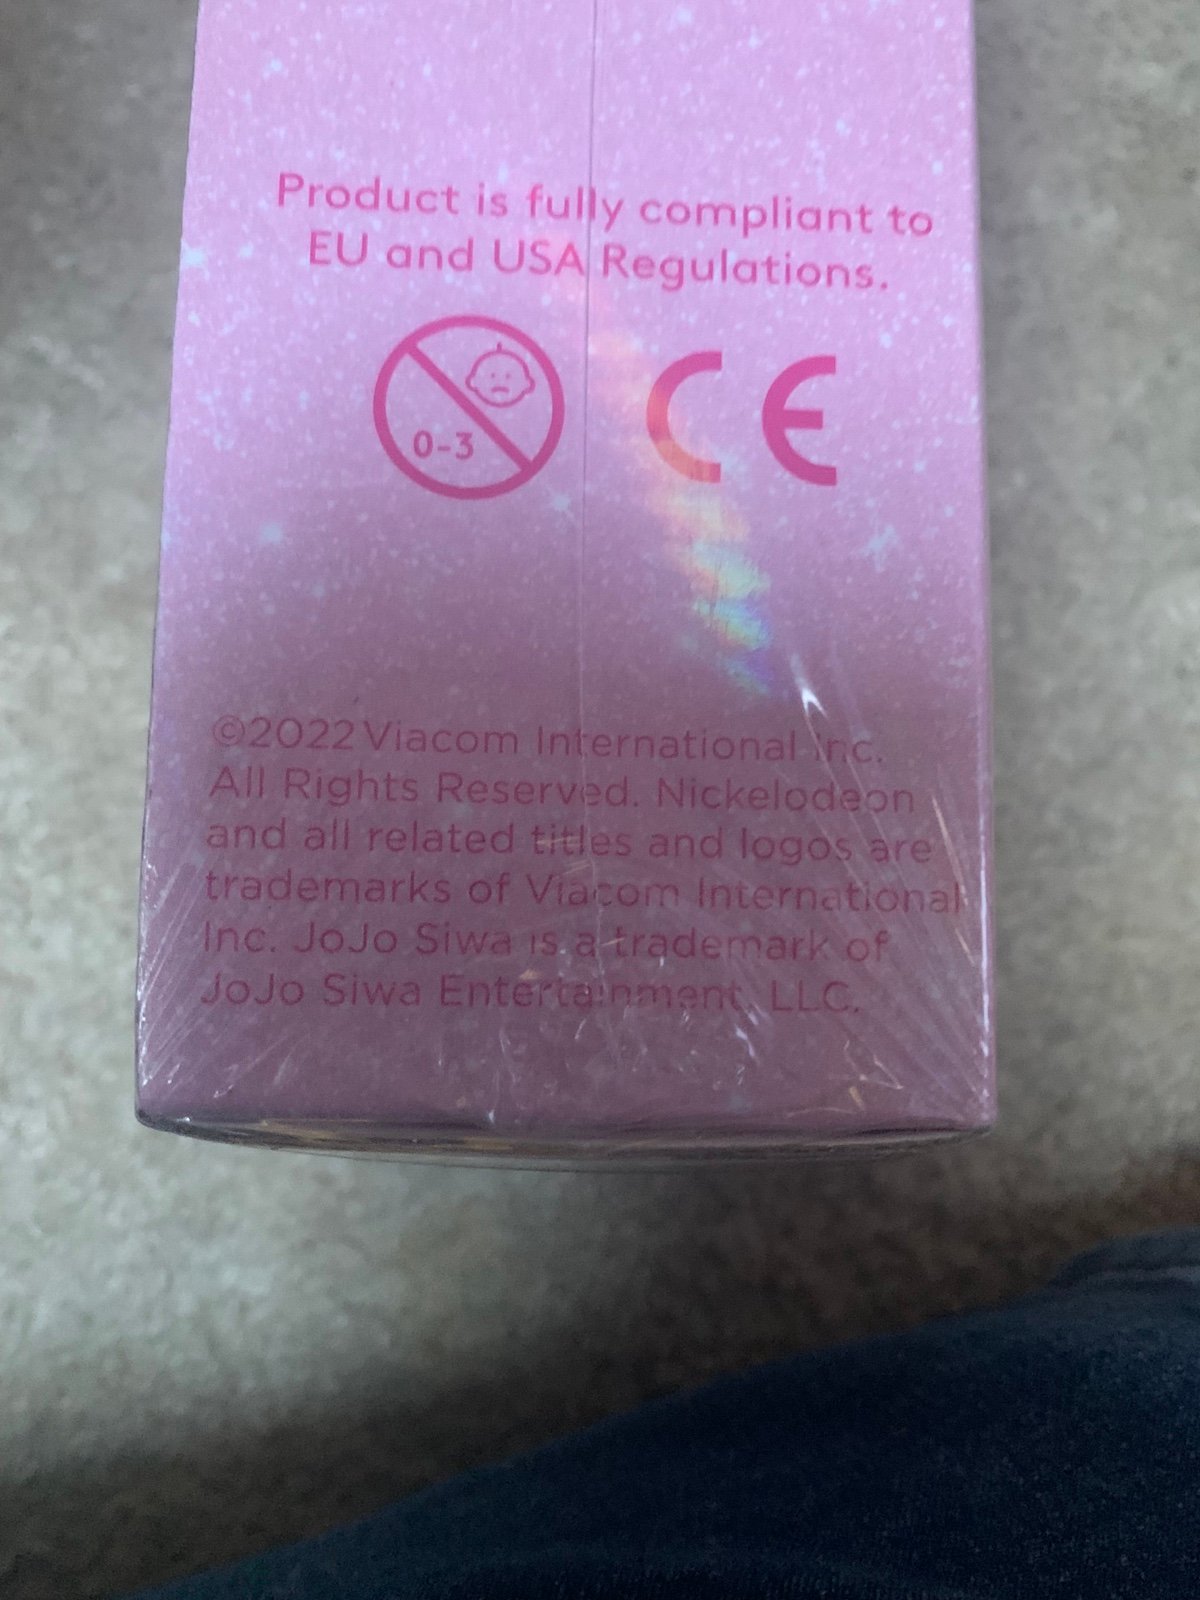 Product is fully compliant to
EU and USA Regulations.
0-3
CE
©2022 Viacom International Inc.
All Rights Reserved. Nickelodeon
and all related titles and logos are
trademarks of Viacom International
Inc. JoJo Siwa is a trademark of
JoJo Siwa Entertainment, LLC.